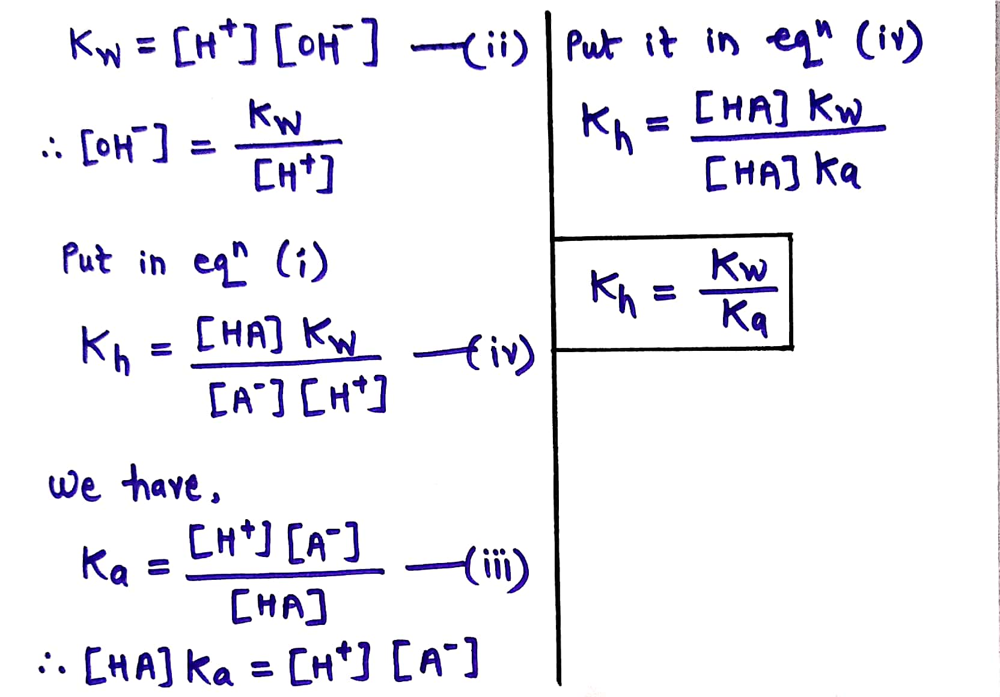 Kw = [H⁺] [OH⁻] —(ii)
∴ [OH⁻] = Kw / [H⁺]
Put in eqⁿ (i)
Kh = [HA] Kw / [A⁻] [H⁺] —(iv)
we have,
Ka = [H⁺] [A⁻] / [HA] —(iii)
∴ [HA] Ka = [H⁺] [A⁻]
Put it in eqⁿ (iv)
Kh = [HA] Kw / [HA] Ka
Kh = Kw / Ka